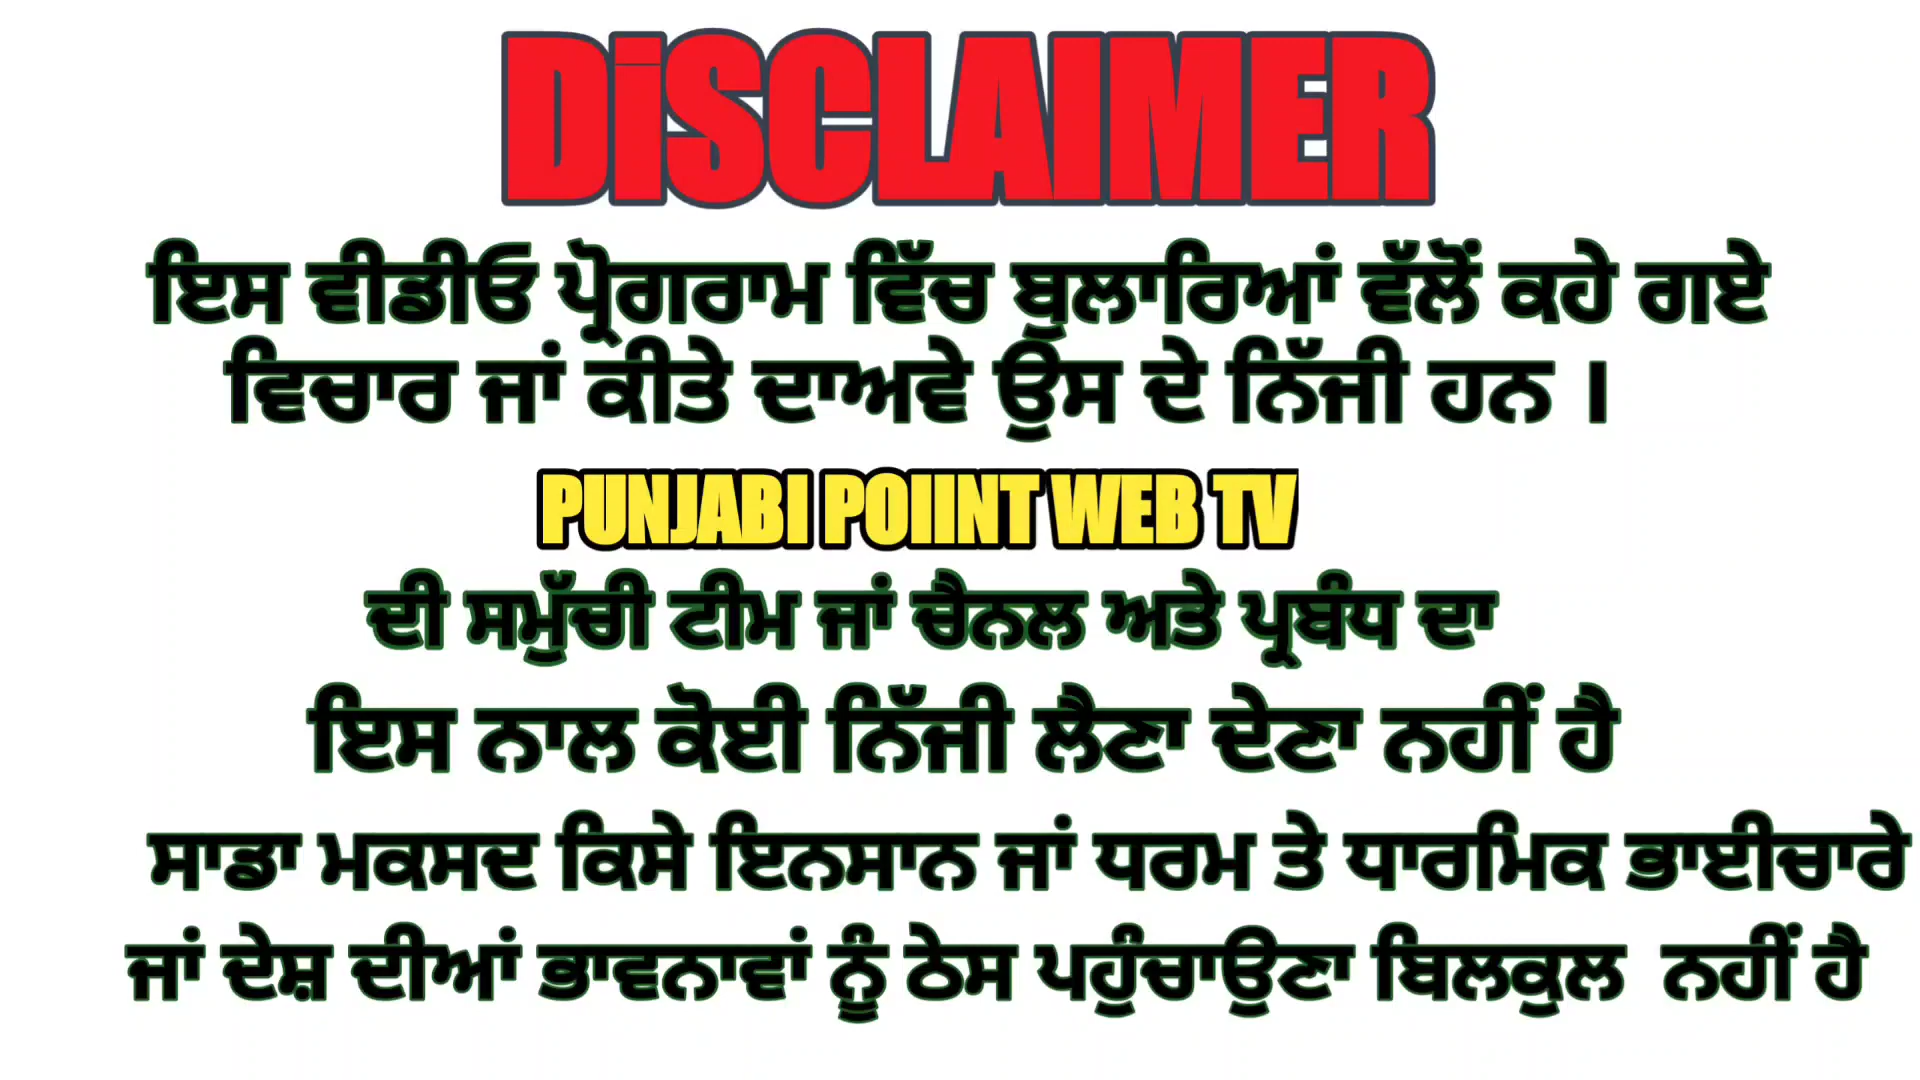 DiSCLAIMER
ਇਸ ਵੀਡੀਓ ਪ੍ਰੋਗਰਾਮ ਵਿੱਚ ਬੁਲਾਰਿਆਂ ਵੱਲੋਂ ਕਹੇ ਗਏ
ਵਿਚਾਰ ਜਾਂ ਕੀਤੇ ਦਾਅਵੇ ਉਸ ਦੇ ਨਿੱਜੀ ਹਨ ।
PUNJABI POIINT WEB TV
ਦੀ ਸਮੁੱਚੀ ਟੀਮ ਜਾਂ ਚੈਨਲ ਅਤੇ ਪ੍ਰਬੰਧ ਦਾ
ਇਸ ਨਾਲ ਕੋਈ ਨਿੱਜੀ ਲੈਣਾ ਦੇਣਾ ਨਹੀਂ ਹੈ
ਸਾਡਾ ਮਕਸਦ ਕਿਸੇ ਇਨਸਾਨ ਜਾਂ ਧਰਮ ਤੇ ਧਾਰਮਿਕ ਭਾਈਚਾਰੇ
ਜਾਂ ਦੇਸ਼ ਦੀਆਂ ਭਾਵਨਾਵਾਂ ਨੂੰ ਠੇਸ ਪਹੁੰਚਾਉਣਾ ਬਿਲਕੁਲ ਨਹੀਂ ਹੈ